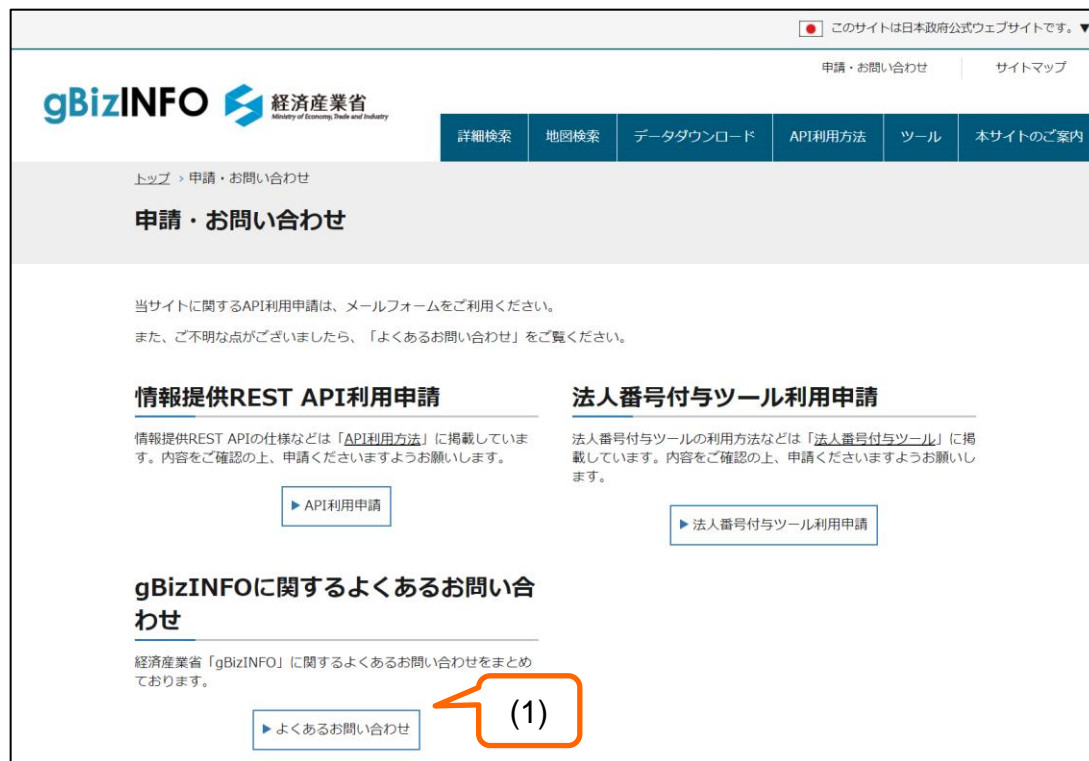 このサイトは日本政府公式ウェブサイトです。▼
申請・お問い合わせ
サイトマップ
gBizINFO
経済産業省
Ministry of Economy, Trade and Industry
詳細検索
地図検索
データダウンロード
API利用方法
ツール
本サイトのご案内
トップ › 申請・お問い合わせ
申請・お問い合わせ
当サイトに関するAPI利用申請は、メールフォームをご利用ください。
また、ご不明な点がございましたら、「よくあるお問い合わせ」をご覧ください。
情報提供REST API利用申請
情報提供REST APIの仕様などは「API利用方法」に掲載していま
す。内容をご確認の上、申請くださいますようお願いします。
▶ API利用申請
法人番号付与ツール利用申請
法人番号付与ツールの利用方法などは「法人番号付与ツール」に掲
載しています。内容をご確認の上、申請くださいますようお願いし
ます。
▶ 法人番号付与ツール利用申請
gBizINFOに関するよくあるお問い合
わせ
経済産業省「gBizINFO」に関するよくあるお問い合わせをまとめ
ております。
▶ よくあるお問い合わせ
(1)